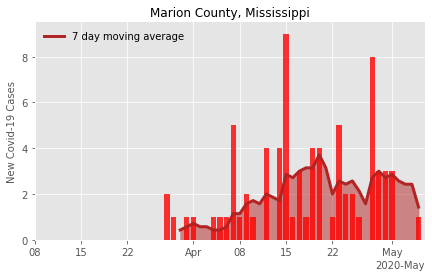 Marion County, Mississippi
7 day moving average
New Covid-19 Cases
8
6
4
2
0
08 15 22 Apr 08 15 22 May
2020-May